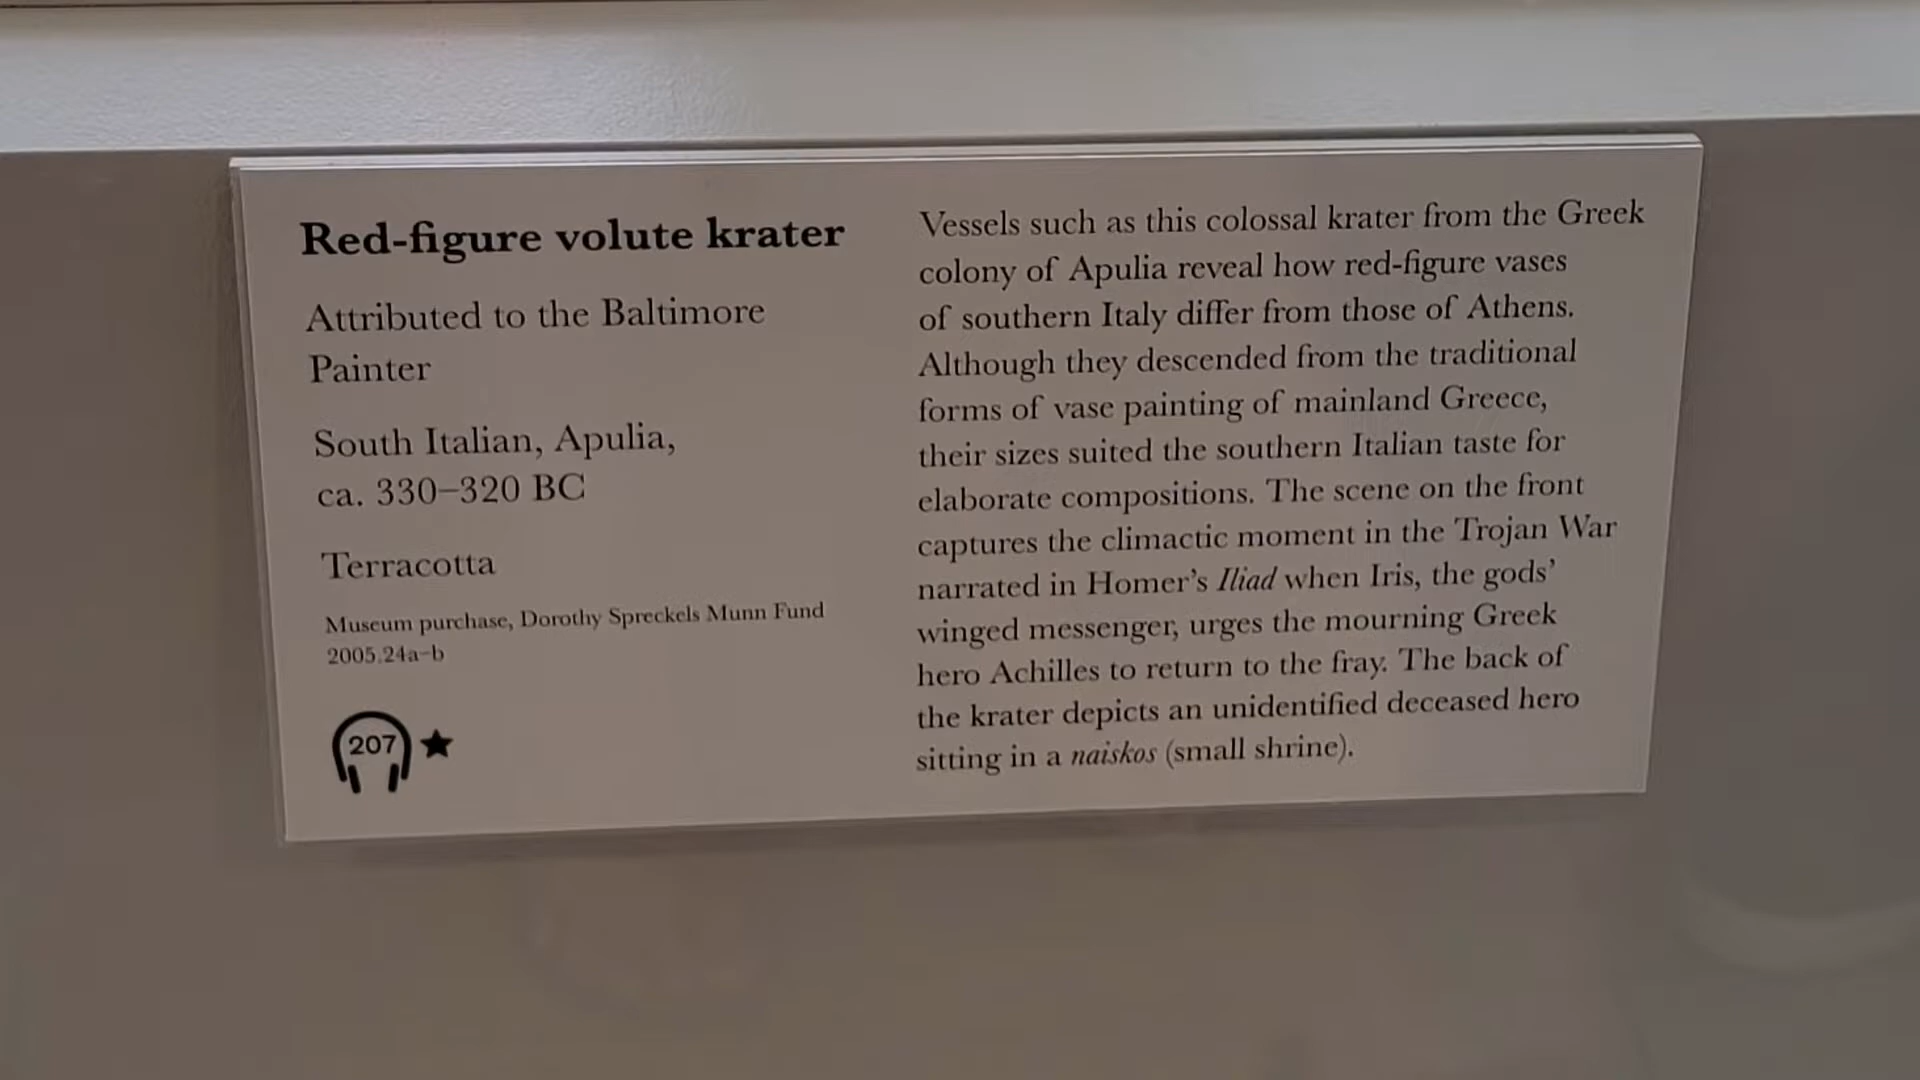 Red-figure volute krater
Attributed to the Baltimore
Painter
South Italian, Apulia,
ca. 330–320 BC
Terracotta
Museum purchase, Dorothy Spreckels Munn Fund
2005.24a–b
207
Vessels such as this colossal krater from the Greek
colony of Apulia reveal how red-figure vases
of southern Italy differ from those of Athens.
Although they descended from the traditional
forms of vase painting of mainland Greece,
their sizes suited the southern Italian taste for
elaborate compositions. The scene on the front
captures the climactic moment in the Trojan War
narrated in Homer’s Iliad when Iris, the gods’
winged messenger, urges the mourning Greek
hero Achilles to return to the fray. The back of
the krater depicts an unidentified deceased hero
sitting in a naiskos (small shrine).